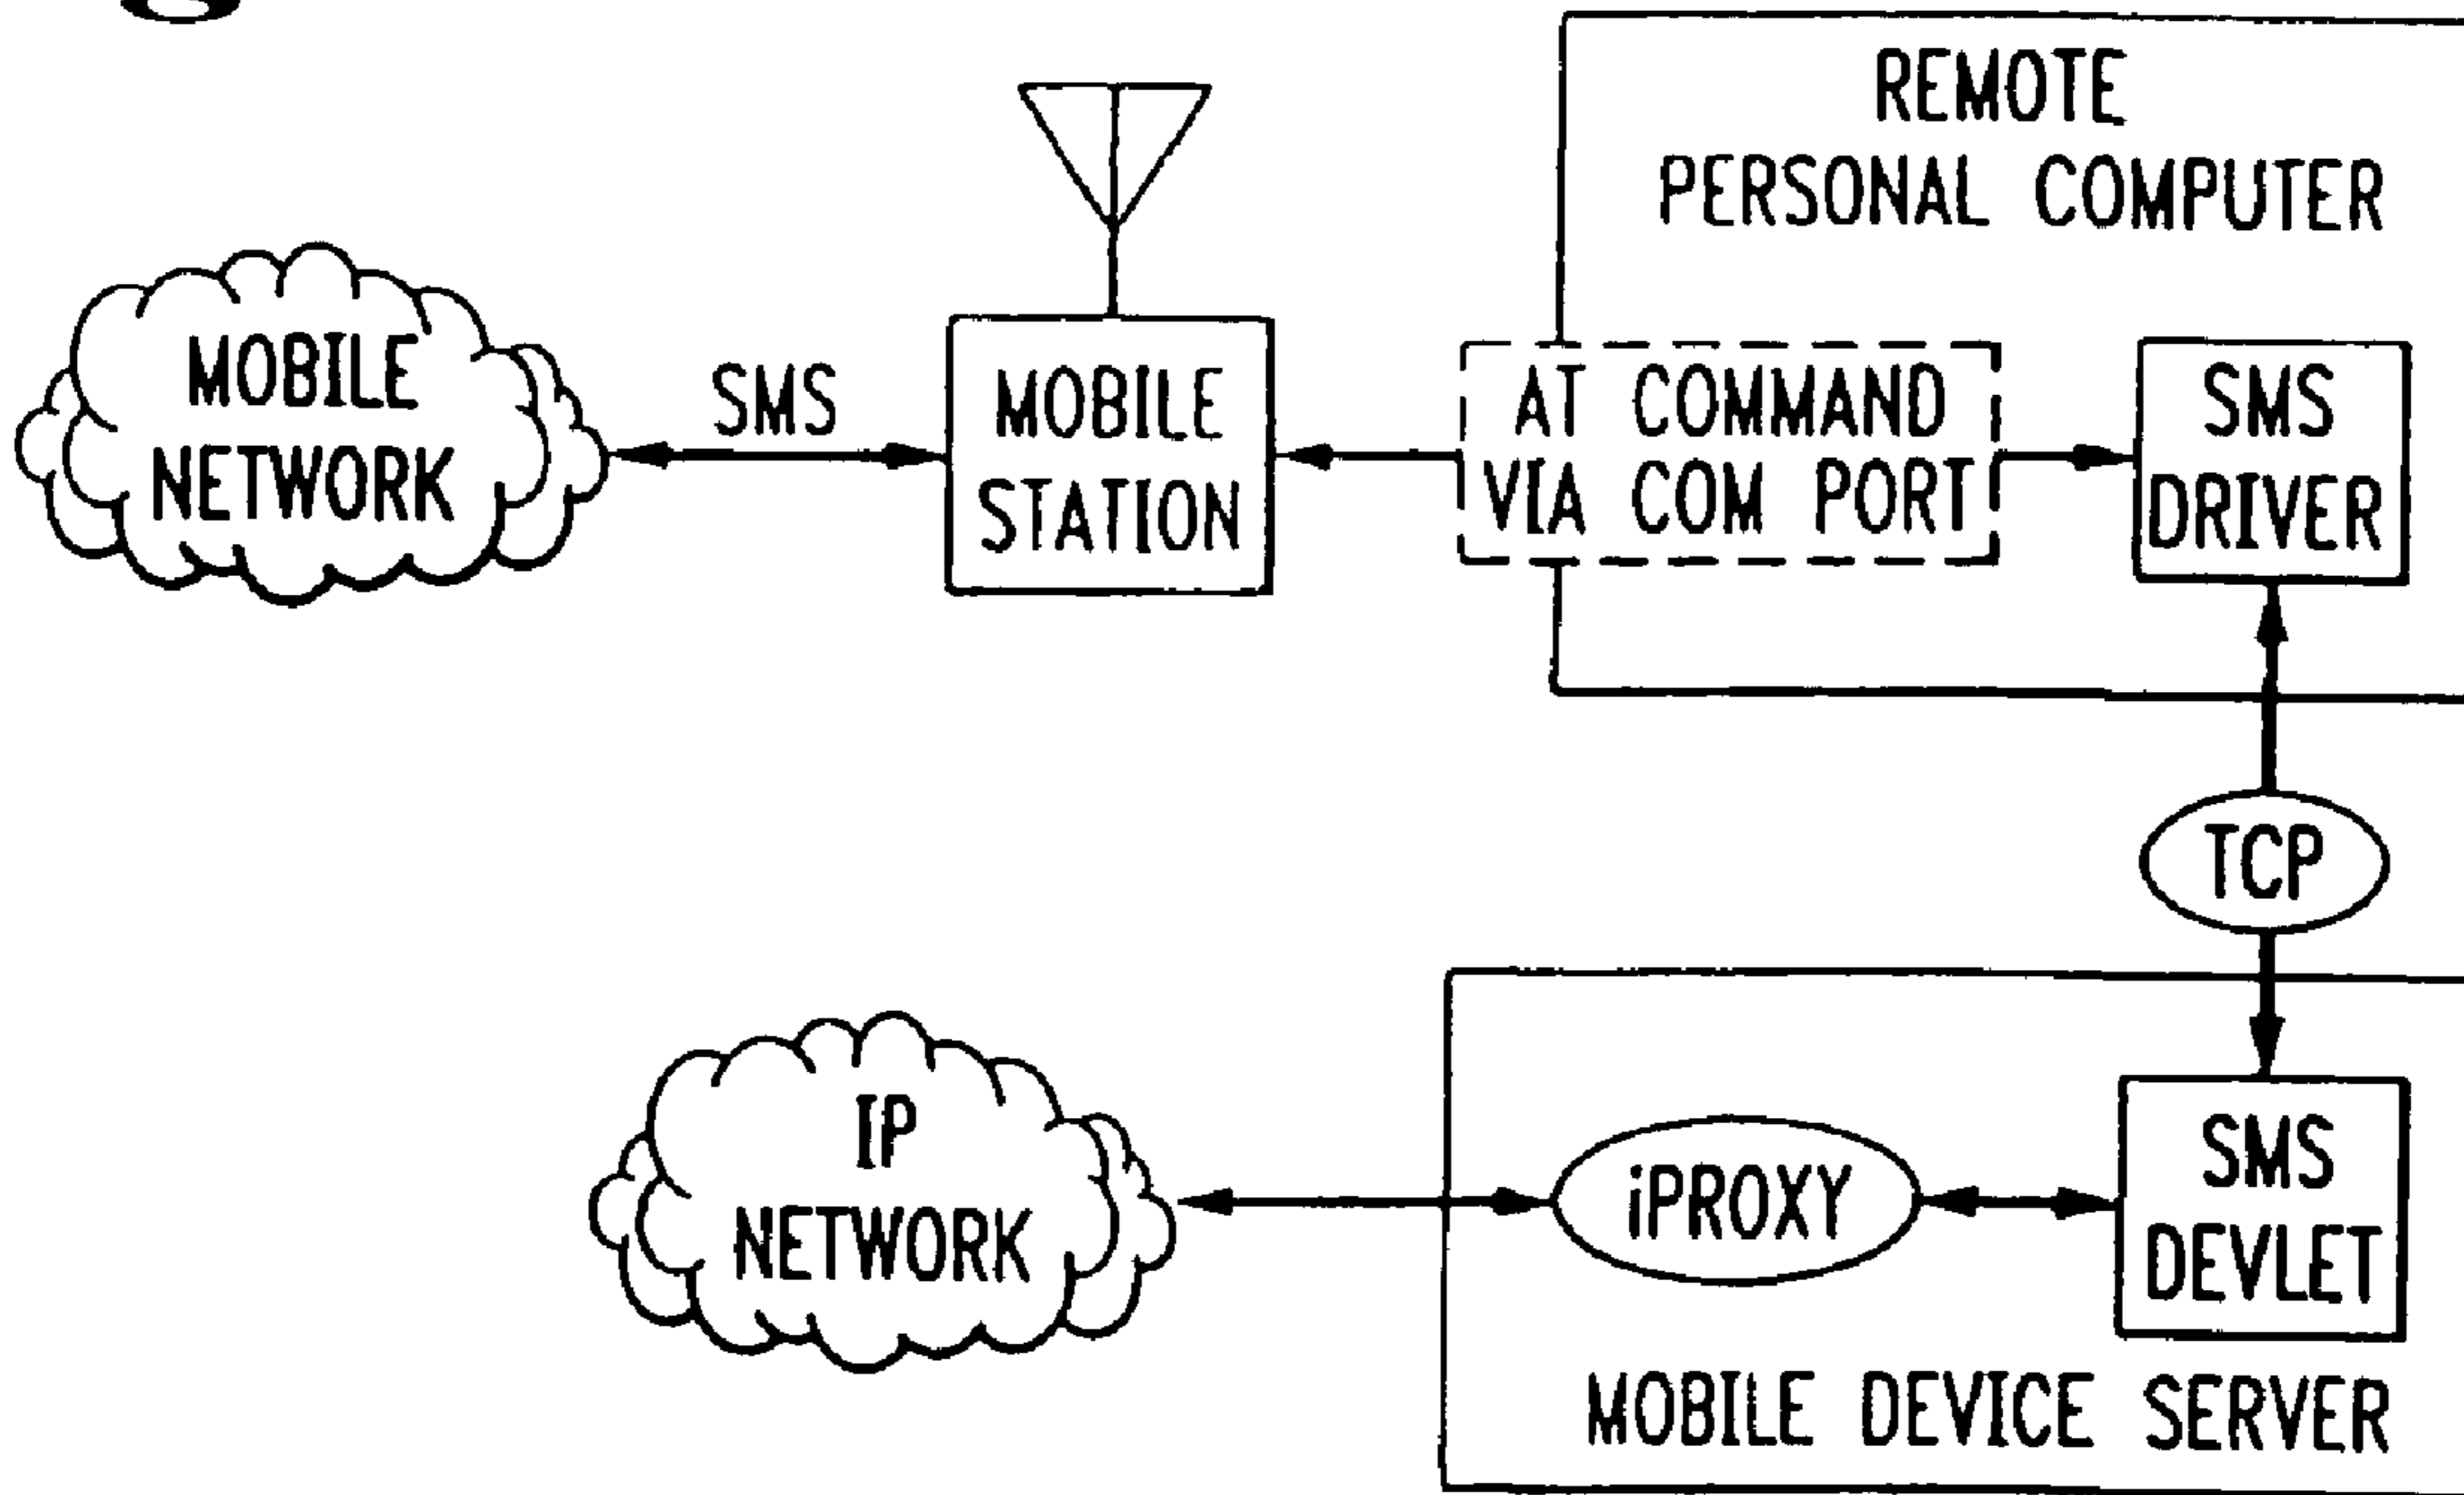 REMOTE
PERSONAL COMPUTER
MOBILE
NETWORK
SMS
MOBILE
STATION
AT COMMAND
VIA COM PORT
SMS
DRIVER
TCP
IP
NETWORK
iPROXY
SMS
DEVLET
MOBILE DEVICE SERVER